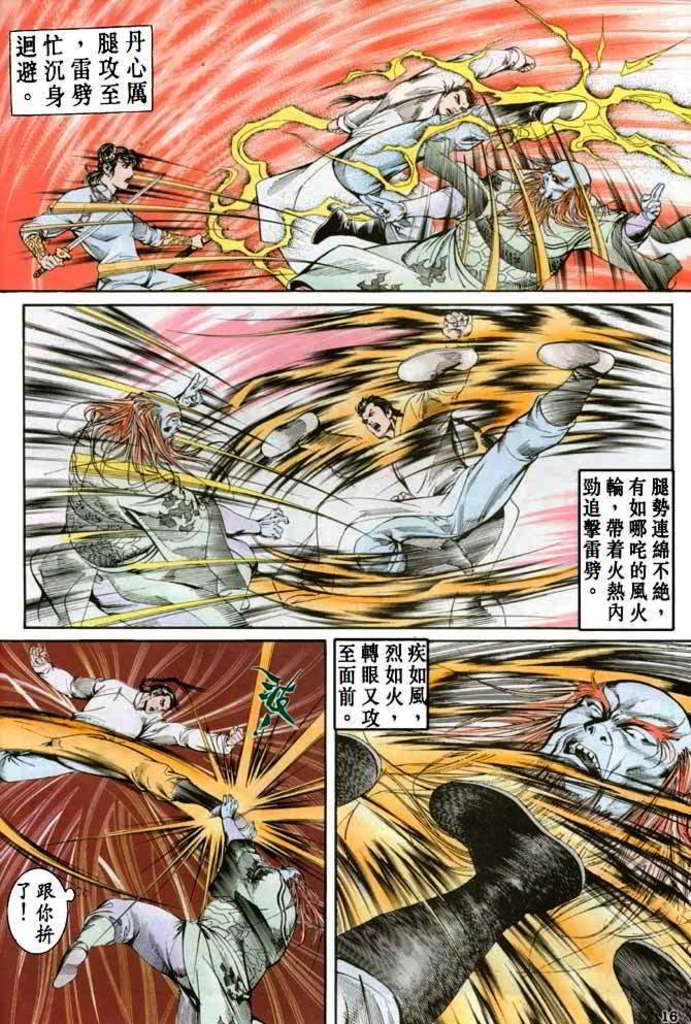 丹心厲
腿攻至
，雷劈
忙沉身
迴避。
腿勢連綿不絶，
有如哪咤的風火
輪，帶着火熱內
勁追擊雷劈。
疾如風，
烈如火，
轉眼又攻
至面前。
跟你拚
了！
16